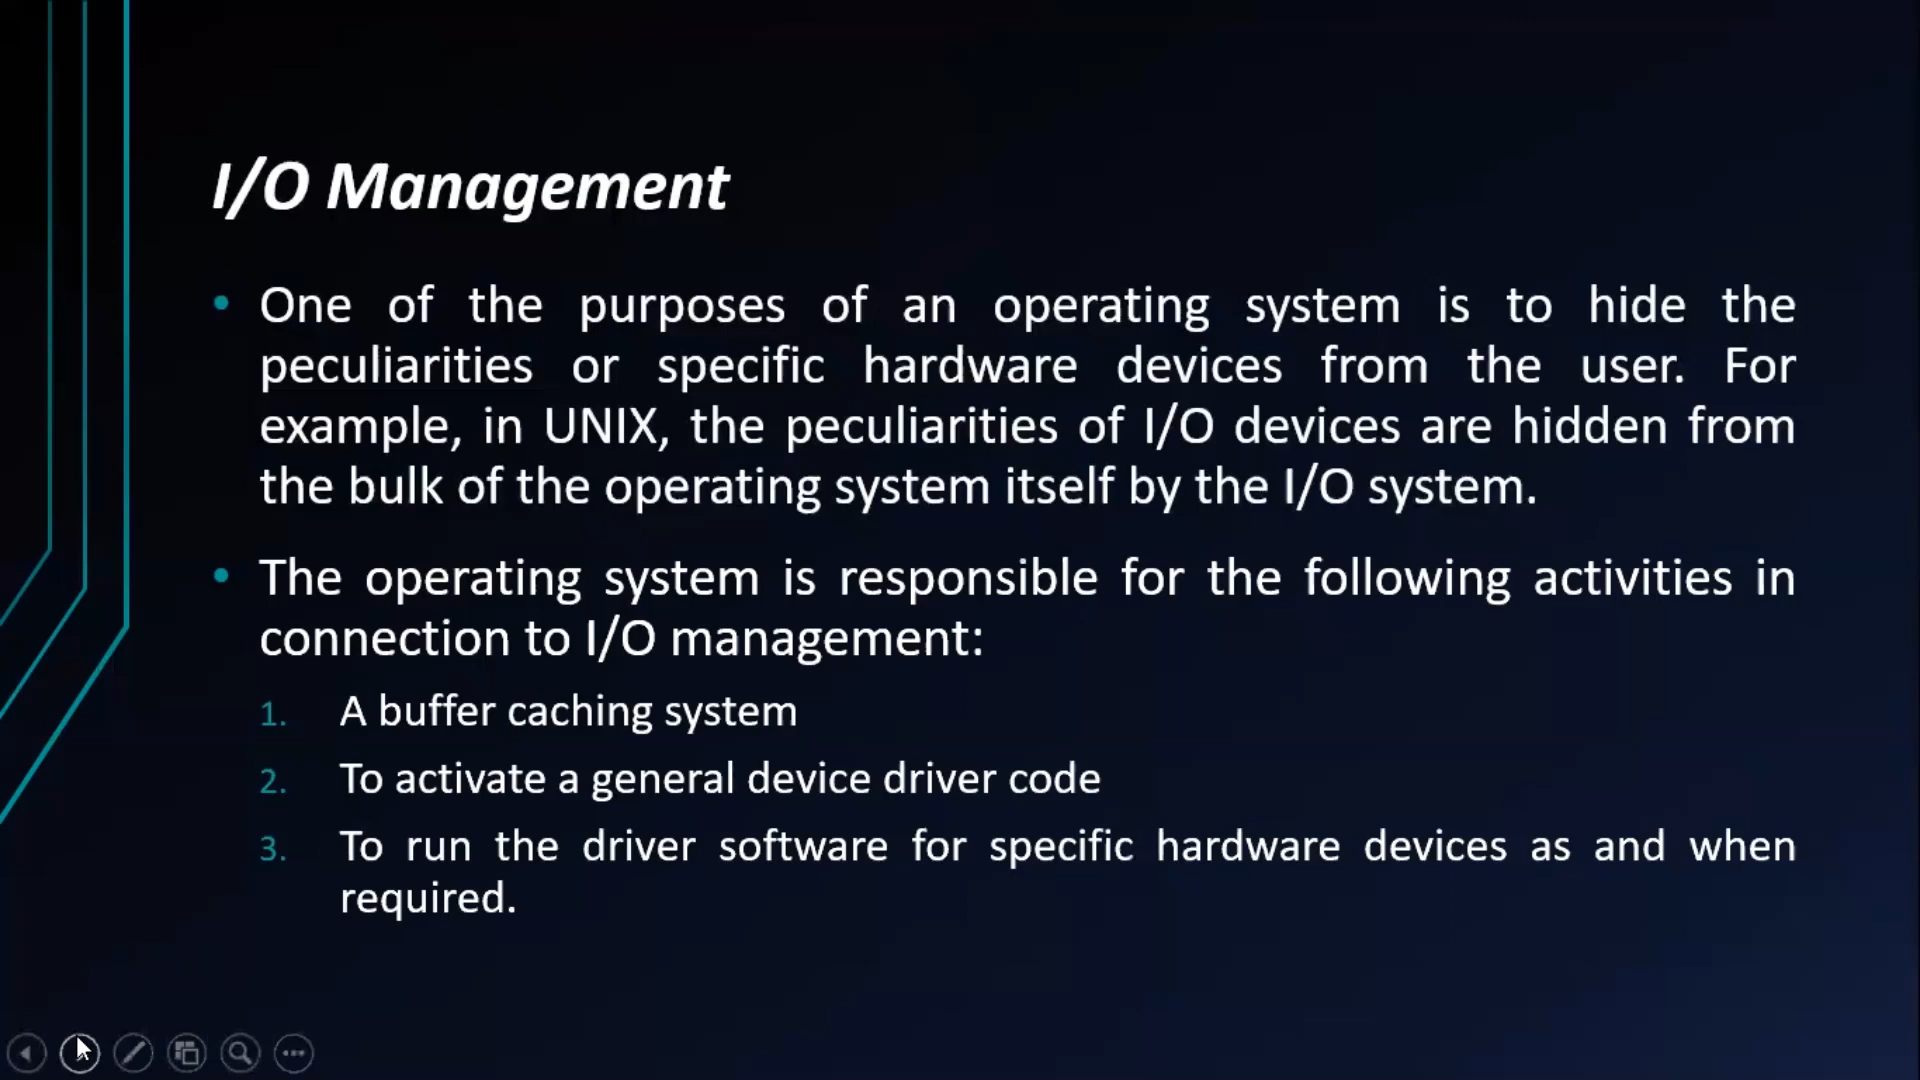 I/O Management
• One of the purposes of an operating system is to hide the
peculiarities or specific hardware devices from the user. For
example, in UNIX, the peculiarities of I/O devices are hidden from
the bulk of the operating system itself by the I/O system.
• The operating system is responsible for the following activities in
connection to I/O management:
1. A buffer caching system
2. To activate a general device driver code
3. To run the driver software for specific hardware devices as and when
required.